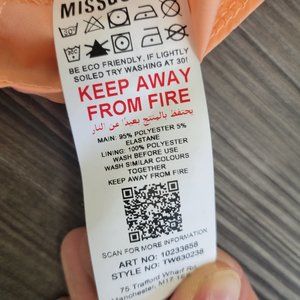 BE ECO FRIENDLY. IF LIGHTLY
SOILED TRY WASHING AT 30!
KEEP AWAY
FROM FIRE
يحتفظ بالمنتج بعيدا عن النار
MAIN: 95% POLYESTER 5%
ELASTANE
LINING: 100% POLYESTER
WASH BEFORE USE
WASH SIMILAR COLOURS
TOGETHER
KEEP AWAY FROM FIRE
SCAN FOR MORE INFORMATION
ART NO: 10233658
STYLE NO: TW630238
75 Trafford Wharf Rd
Manchester, M17 1ES